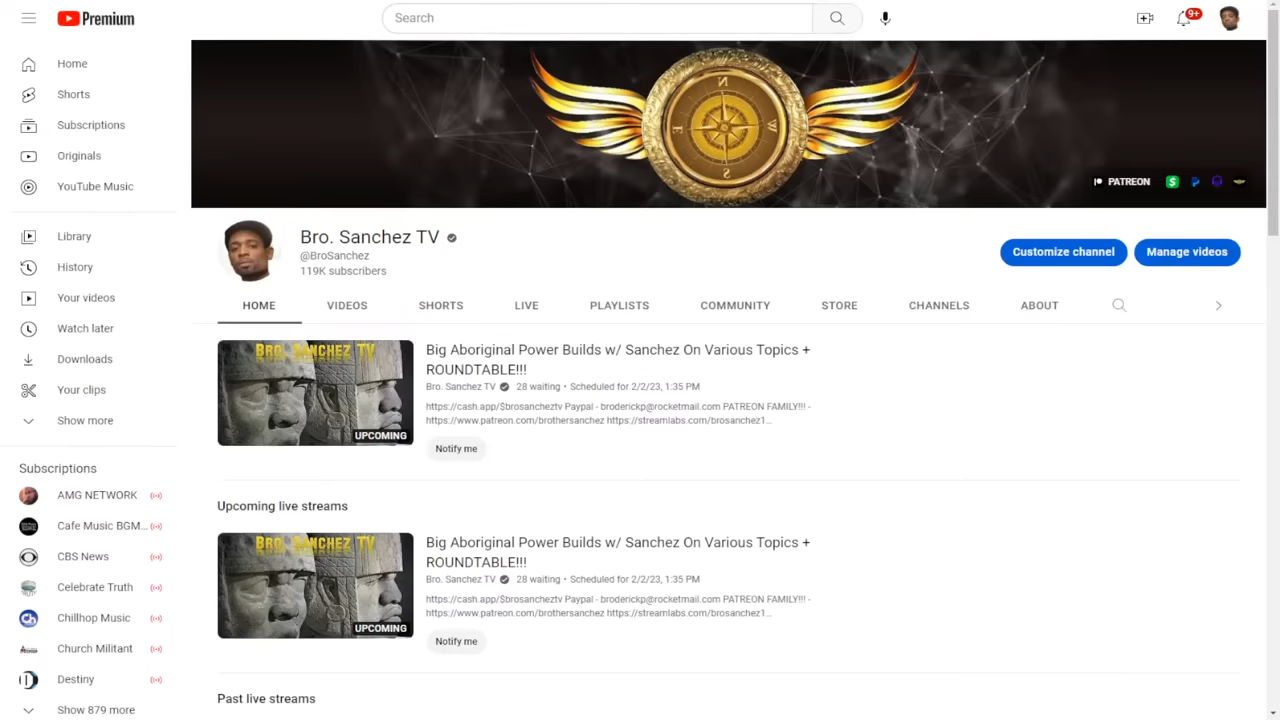 Premium
Search
9+
Home
Shorts
Subscriptions
Originals
YouTube Music
Library
History
Your videos
Watch later
Downloads
Your clips
Show more
Subscriptions
AMG NETWORK
Cafe Music BGM...
CBS News
Celebrate Truth
Chillhop Music
Church Militant
Destiny
Show 879 more
N
E W
S
PATREON
Bro. Sanchez TV
@BroSanchez
119K subscribers
Customize channel
Manage videos
HOME VIDEOS SHORTS LIVE PLAYLISTS COMMUNITY STORE CHANNELS ABOUT
BRO. SANCHEZ TV
UPCOMING
Big Aboriginal Power Builds w/ Sanchez On Various Topics +
ROUNDTABLE!!!
Bro. Sanchez TV 28 waiting • Scheduled for 2/2/23, 1:35 PM
https://cash.app/$brosancheztv Paypal - broderickp@rocketmail.com PATREON FAMILY!!! -
https://www.patreon.com/brothersanchez https://streamlabs.com/brosanchez1...
Notify me
Upcoming live streams
BRO. SANCHEZ TV
UPCOMING
Big Aboriginal Power Builds w/ Sanchez On Various Topics +
ROUNDTABLE!!!
Bro. Sanchez TV 28 waiting • Scheduled for 2/2/23, 1:35 PM
https://cash.app/$brosancheztv Paypal - broderickp@rocketmail.com PATREON FAMILY!!! -
https://www.patreon.com/brothersanchez https://streamlabs.com/brosanchez1...
Notify me
Past live streams